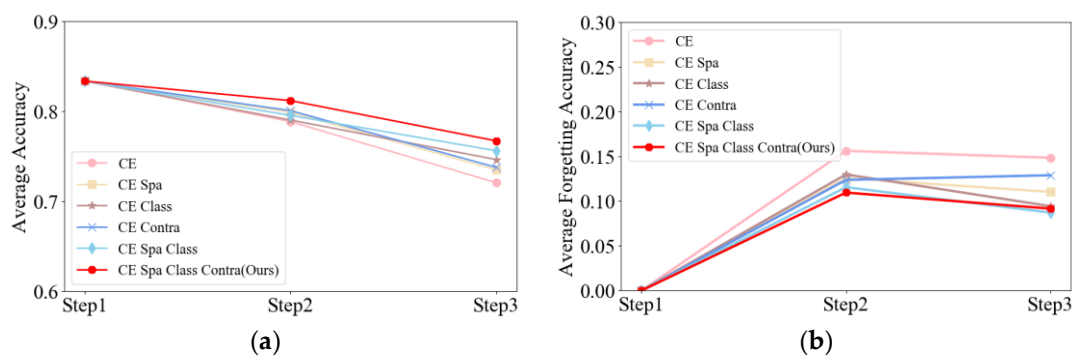 Average Accuracy
0.9
0.8
0.7
0.6
CE
CE Spa
CE Class
CE Contra
CE Spa Class
CE Spa Class Contra(Ours)
Step1
Step2
Step3
(a)
Average Forgetting Accuracy
0.30
0.25
0.20
0.15
0.10
0.05
0.00
CE
CE Spa
CE Class
CE Contra
CE Spa Class
CE Spa Class Contra(Ours)
Step1
Step2
Step3
(b)